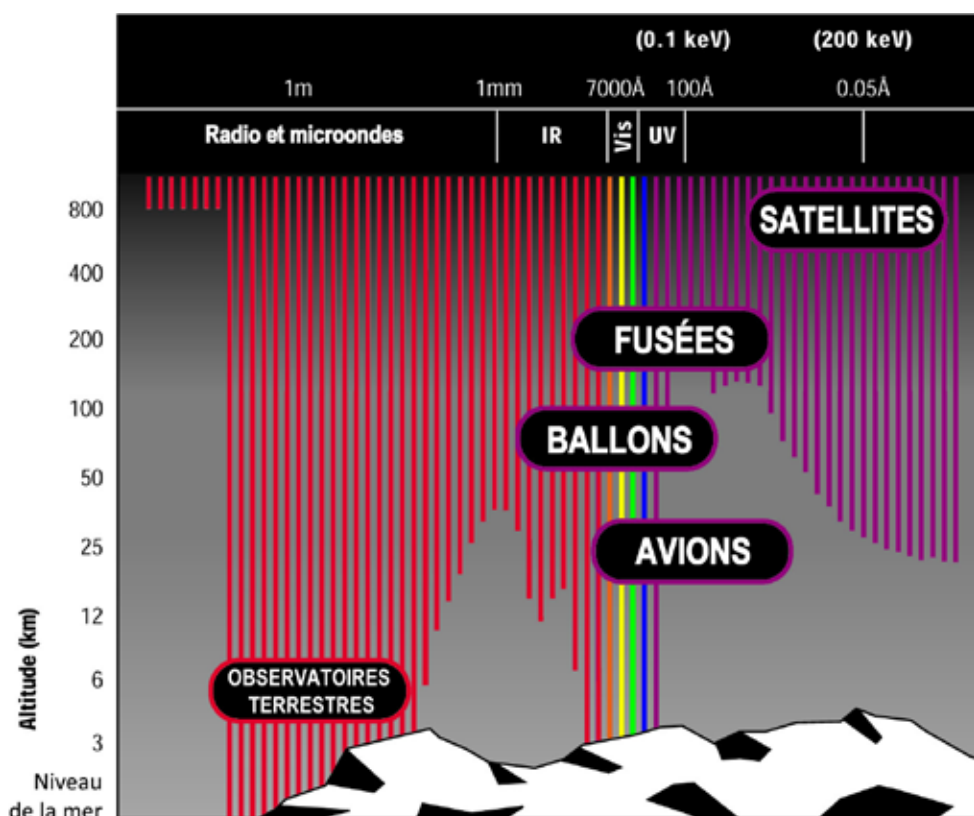 (0.1 keV) (200 keV)
1m 1mm 7000Å 100Å 0.05Å
Radio et microondes IR Vis UV
800
SATELLITES
400
200
FUSÉES
100
BALLONS
50
25
AVIONS
12
Altitude (km)
6
OBSERVATOIRES
TERRESTRES
3
Niveau
de la mer